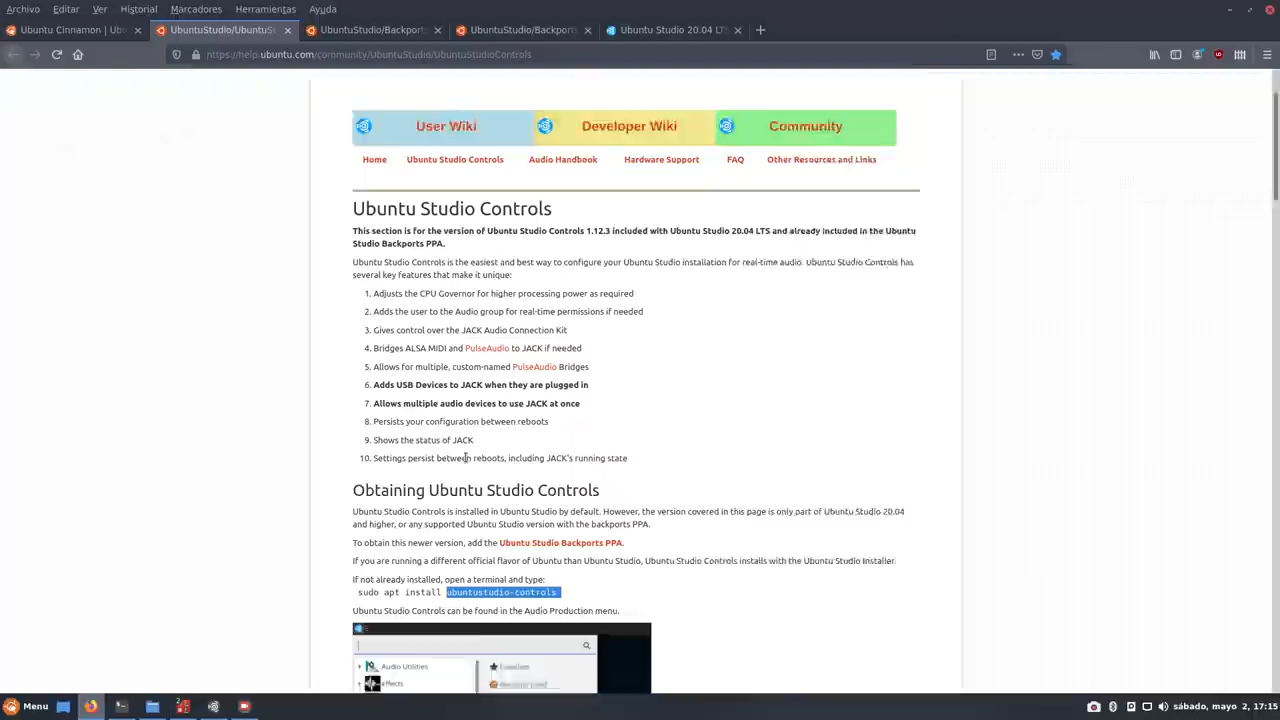 Archivo Editar Ver Historial Marcadores Herramientas Ayuda
Ubuntu Cinnamon | Ub
UbuntuStudio/UbuntuS
UbuntuStudio/Backports
UbuntuStudio/Backports
Ubuntu Studio 20.04 LTS
https://help.ubuntu.com/community/UbuntuStudio/UbuntuStudioControls
User Wiki
Developer Wiki
Community
Home
Ubuntu Studio Controls
Audio Handbook
Hardware Support
FAQ
Other Resources and Links
Ubuntu Studio Controls
This section is for the version of Ubuntu Studio Controls 1.12.3 included with Ubuntu Studio 20.04 LTS and already included in the Ubuntu
Studio Backports PPA.
Ubuntu Studio Controls is the easiest and best way to configure your Ubuntu Studio installation for real-time audio. Ubuntu Studio Controls has
several key features that make it unique:
1. Adjusts the CPU Governor for higher processing power as required
2. Adds the user to the Audio group for real-time permissions if needed
3. Gives control over the JACK Audio Connection Kit
4. Bridges ALSA MIDI and PulseAudio to JACK if needed
5. Allows for multiple, custom-named PulseAudio Bridges
6. Adds USB Devices to JACK when they are plugged in
7. Allows multiple audio devices to use JACK at once
8. Persists your configuration between reboots
9. Shows the status of JACK
10. Settings persist between reboots, including JACK's running state
Obtaining Ubuntu Studio Controls
Ubuntu Studio Controls is installed in Ubuntu Studio by default. However, the version covered in this page is only part of Ubuntu Studio 20.04
and higher, or any supported Ubuntu Studio version with the backports PPA.
To obtain this newer version, add the Ubuntu Studio Backports PPA.
If you are running a different official flavor of Ubuntu than Ubuntu Studio, Ubuntu Studio Controls installs with the Ubuntu Studio Installer.
If not already installed, open a terminal and type:
sudo apt install ubuntustudio-controls
Ubuntu Studio Controls can be found in the Audio Production menu.
Audio Utilities
Menu
sábado, mayo 2, 17:15